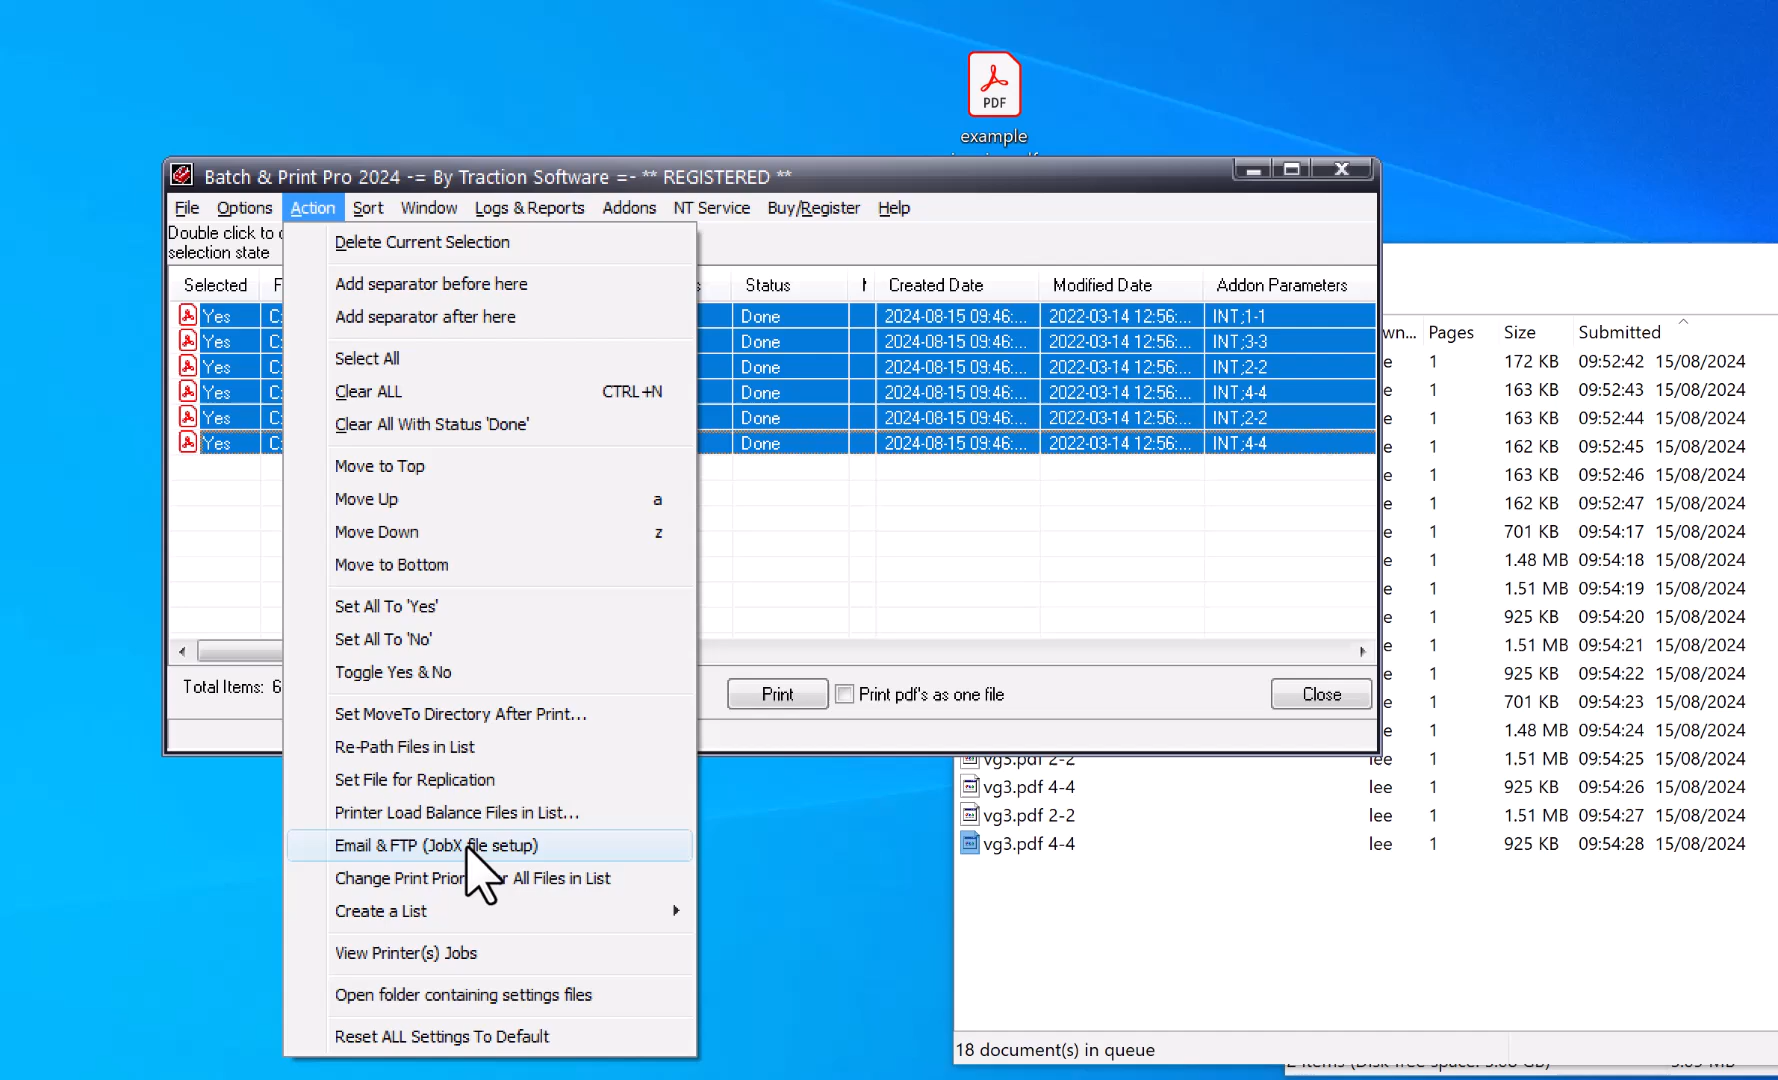 PDF
example
Batch & Print Pro 2024 -= By Traction Software =- ** REGISTERED **
File Options Action Sort Window Logs & Reports Addons NT Service Buy/Register Help
Double click to
selection state
Delete Current Selection
Add separator before here
Add separator after here
Select All
Clear ALL CTRL+N
Clear All With Status 'Done'
Move to Top
Move Up a
Move Down z
Move to Bottom
Set All To 'Yes'
Set All To 'No'
Toggle Yes & No
Set MoveTo Directory After Print...
Re-Path Files in List
Set File for Replication
Printer Load Balance Files in List...
Email & FTP (JobX file setup)
Change Print Prior All Files in List
Create a List
View Printer(s) Jobs
Open folder containing settings files
Reset ALL Settings To Default
Selected Status Created Date Modified Date Addon Parameters
Yes C: Done 2024-08-15 09:46:... 2022-03-14 12:56:... INT;1-1
Yes C: Done 2024-08-15 09:46:... 2022-03-14 12:56:... INT;3-3
Yes C: Done 2024-08-15 09:46:... 2022-03-14 12:56:... INT;2-2
Yes C: Done 2024-08-15 09:46:... 2022-03-14 12:56:... INT;4-4
Yes C: Done 2024-08-15 09:46:... 2022-03-14 12:56:... INT;2-2
Yes C: Done 2024-08-15 09:46:... 2022-03-14 12:56:... INT;4-4
Total Items: 6
Print Print pdf's as one file Close
wn... Pages Size Submitted
e 1 172 KB 09:52:42 15/08/2024
e 1 163 KB 09:52:43 15/08/2024
e 1 163 KB 09:52:44 15/08/2024
e 1 162 KB 09:52:45 15/08/2024
e 1 163 KB 09:52:46 15/08/2024
e 1 162 KB 09:52:47 15/08/2024
e 1 701 KB 09:54:17 15/08/2024
e 1 1.48 MB 09:54:18 15/08/2024
e 1 1.51 MB 09:54:19 15/08/2024
e 1 925 KB 09:54:20 15/08/2024
e 1 1.51 MB 09:54:21 15/08/2024
e 1 925 KB 09:54:22 15/08/2024
e 1 701 KB 09:54:23 15/08/2024
e 1 1.48 MB 09:54:24 15/08/2024
vg3.pdf 2-2 lee 1 1.51 MB 09:54:25 15/08/2024
vg3.pdf 4-4 lee 1 925 KB 09:54:26 15/08/2024
vg3.pdf 2-2 lee 1 1.51 MB 09:54:27 15/08/2024
vg3.pdf 4-4 lee 1 925 KB 09:54:28 15/08/2024
18 document(s) in queue